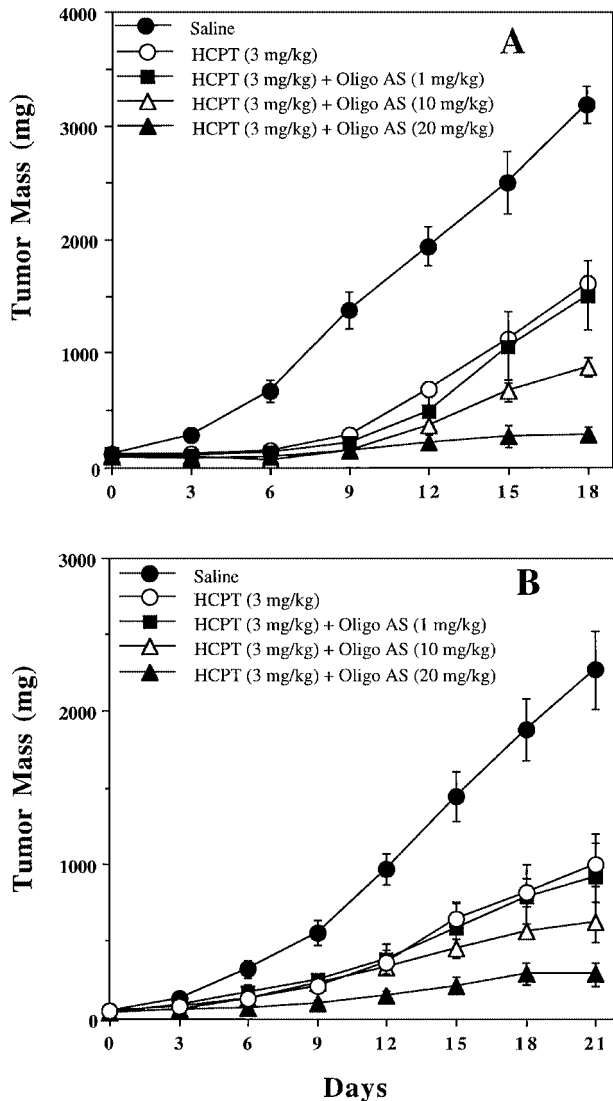 A
Saline
HCPT (3 mg/kg)
HCPT (3 mg/kg) + Oligo AS (1 mg/kg)
HCPT (3 mg/kg) + Oligo AS (10 mg/kg)
HCPT (3 mg/kg) + Oligo AS (20 mg/kg)
Tumor Mass (mg)
4000
3000
2000
1000
0
0 3 6 9 12 15 18
B
Saline
HCPT (3 mg/kg)
HCPT (3 mg/kg) + Oligo AS (1 mg/kg)
HCPT (3 mg/kg) + Oligo AS (10 mg/kg)
HCPT (3 mg/kg) + Oligo AS (20 mg/kg)
Tumor Mass (mg)
3000
2000
1000
0
0 3 6 9 12 15 18 21
Days